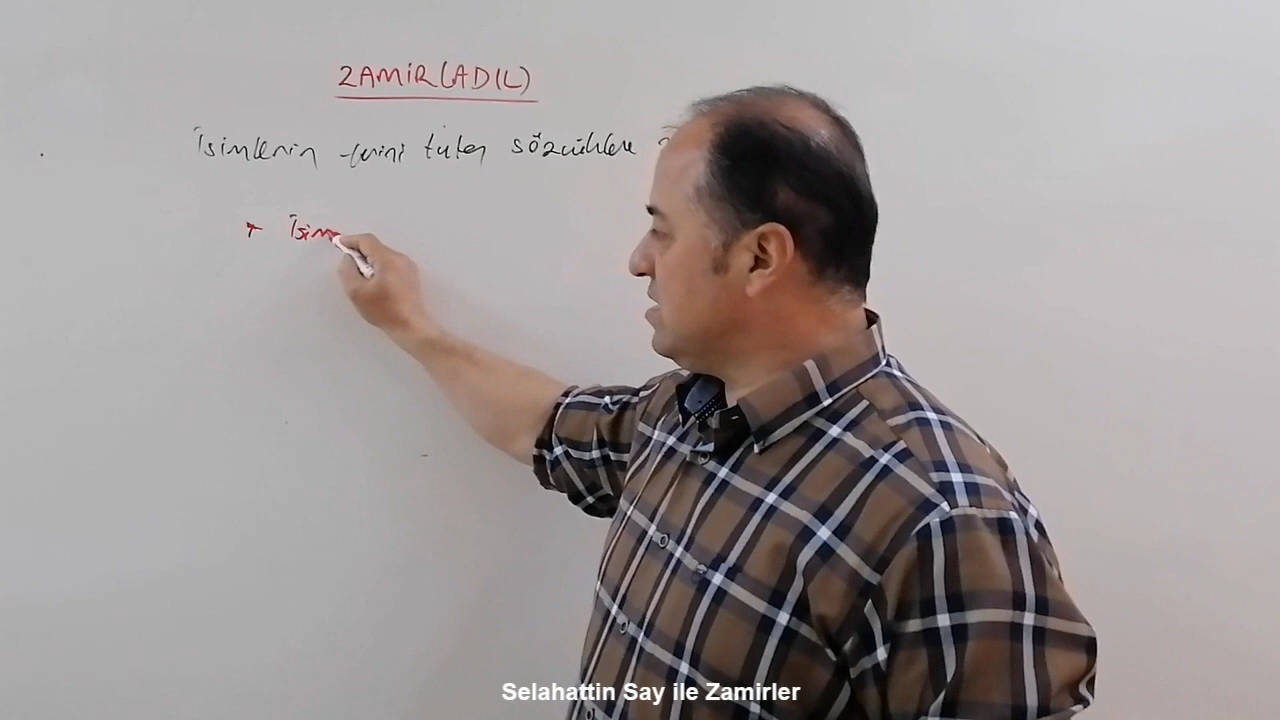 ZAMİR(ADIL)
İsimlerin yerini tutan sözcüklere
* İsim
Selahattin Say ile Zamirler